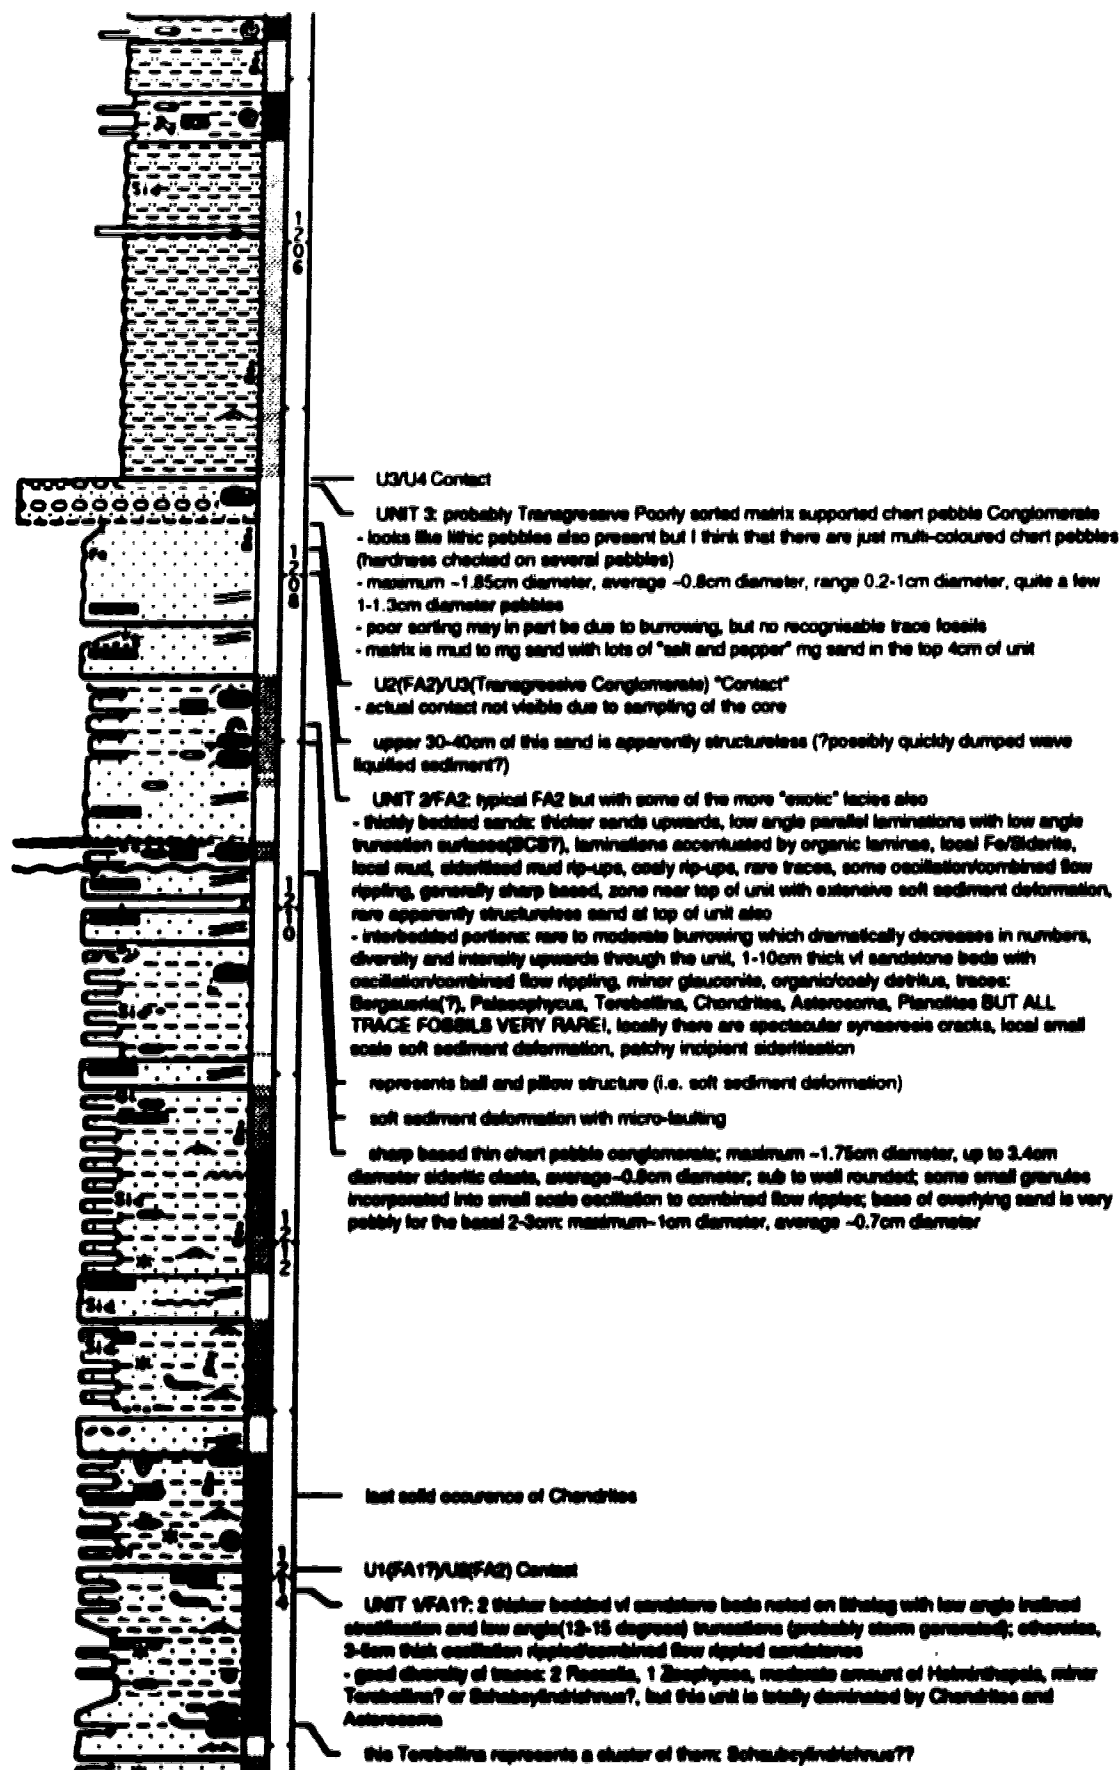 Sid
1206
U3/U4 Contact
UNIT 3: probably Transgressive Poorly sorted matrix supported chert pebble Conglomerate
- looks like lithic pebbles also present but I think that there are just multi-coloured chert pebbles
(hardness checked on several pebbles)
- maximum ~1.85cm diameter, average ~0.8cm diameter, range 0.2-1cm diameter, quite a few
1-1.3cm diameter pebbles
- poor sorting may in part be due to burrowing, but no recognisable trace fossils
- matrix is mud to mg sand with lots of "salt and pepper" mg sand in the top 4cm of unit
Fe
1208
U2(FA2)/U3(Transgressive Conglomerate) "Contact"
- actual contact not visible due to sampling of the core
upper 30-40cm of this sand is apparently structureless (?possibly quickly dumped wave
liquified sediment?)
UNIT 2/FA2: typical FA2 but with some of the more "exotic" facies also
- thickly bedded sands: thicker sands upwards, low angle parallel laminations with low angle
truncation surfaces(SCS?), laminations accentuated by organic laminae, local Fe/Siderite,
local mud, sideritised mud rip-ups, coaly rip-ups, rare traces, some oscillation/combined flow
rippling, generally sharp based, zone near top of unit with extensive soft sediment deformation,
rare apparently structureless sand at top of unit also
- interbedded portions: rare to moderate burrowing which dramatically decreases in numbers,
diversity and intensity upwards through the unit, 1-10cm thick vf sandstone beds with
oscillation/combined flow rippling, minor glauconite, organic/coaly detritus, traces:
Bergaueria(?), Palaeophycus, Terebellina, Chondrites, Asterosoma, Planolites BUT ALL
TRACE FOSSILS VERY RARE!, locally there are spectacular synaeresis cracks, local small
scale soft sediment deformation, patchy incipient sideritisation
1210
Sid
represents ball and pillow structure (i.e. soft sediment deformation)
soft sediment deformation with micro-faulting
sharp based thin chert pebble conglomerate; maximum ~1.75cm diameter, up to 3.4cm
diameter sideritic clasts, average~0.8cm diameter; sub to well rounded; some small granules
incorporated into small scale oscillation to combined flow ripples; base of overlying sand is very
pebbly for the basal 2-3cm: maximum~1cm diameter, average ~0.7cm diameter
Sid
1212
Sid
Sid
last solid occurence of Chondrites
1214
U1(FA1?)/U2(FA2) Contact
UNIT 1/FA1?: 2 thicker bedded vf sandstone beds noted on litholog with low angle inclined
stratification and low angle(13-15 degrees) truncations (probably storm generated); otherwise,
3-5cm thick oscillation rippled/combined flow rippled sandstones
- good diversity of traces: 2 Rosselia, 1 Zoophycos, moderate amount of Helminthopsis, minor
Terebellina? or Schaubcylindrichnus?, but this unit is totally dominated by Chondrites and
Asterosoma
this Terebellina represents a cluster of them: Schaubcylindrichnus??